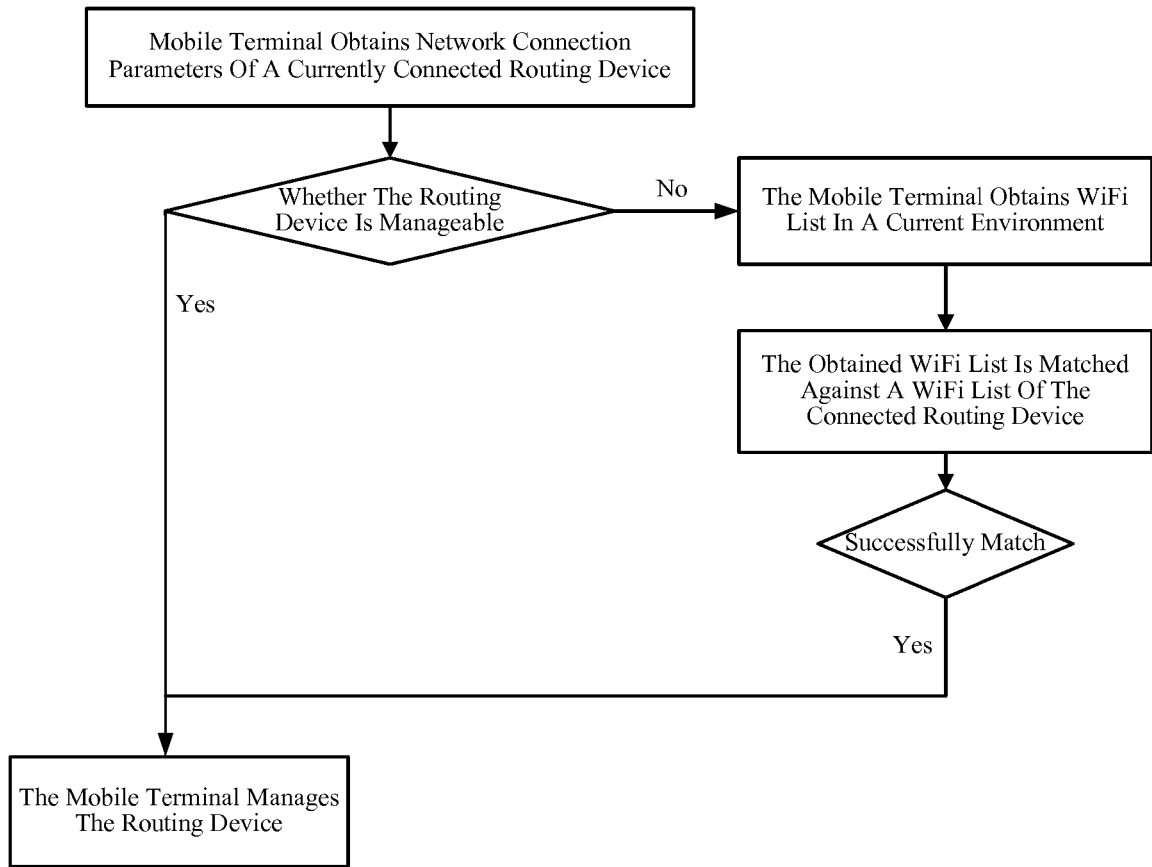 Mobile Terminal Obtains Network Connection
Parameters Of A Currently Connected Routing Device
Whether The Routing
Device Is Manageable
No
The Mobile Terminal Obtains WiFi
List In A Current Environment
Yes
The Obtained WiFi List Is Matched
Against A WiFi List Of The
Connected Routing Device
Successfully Match
Yes
The Mobile Terminal Manages
The Routing Device